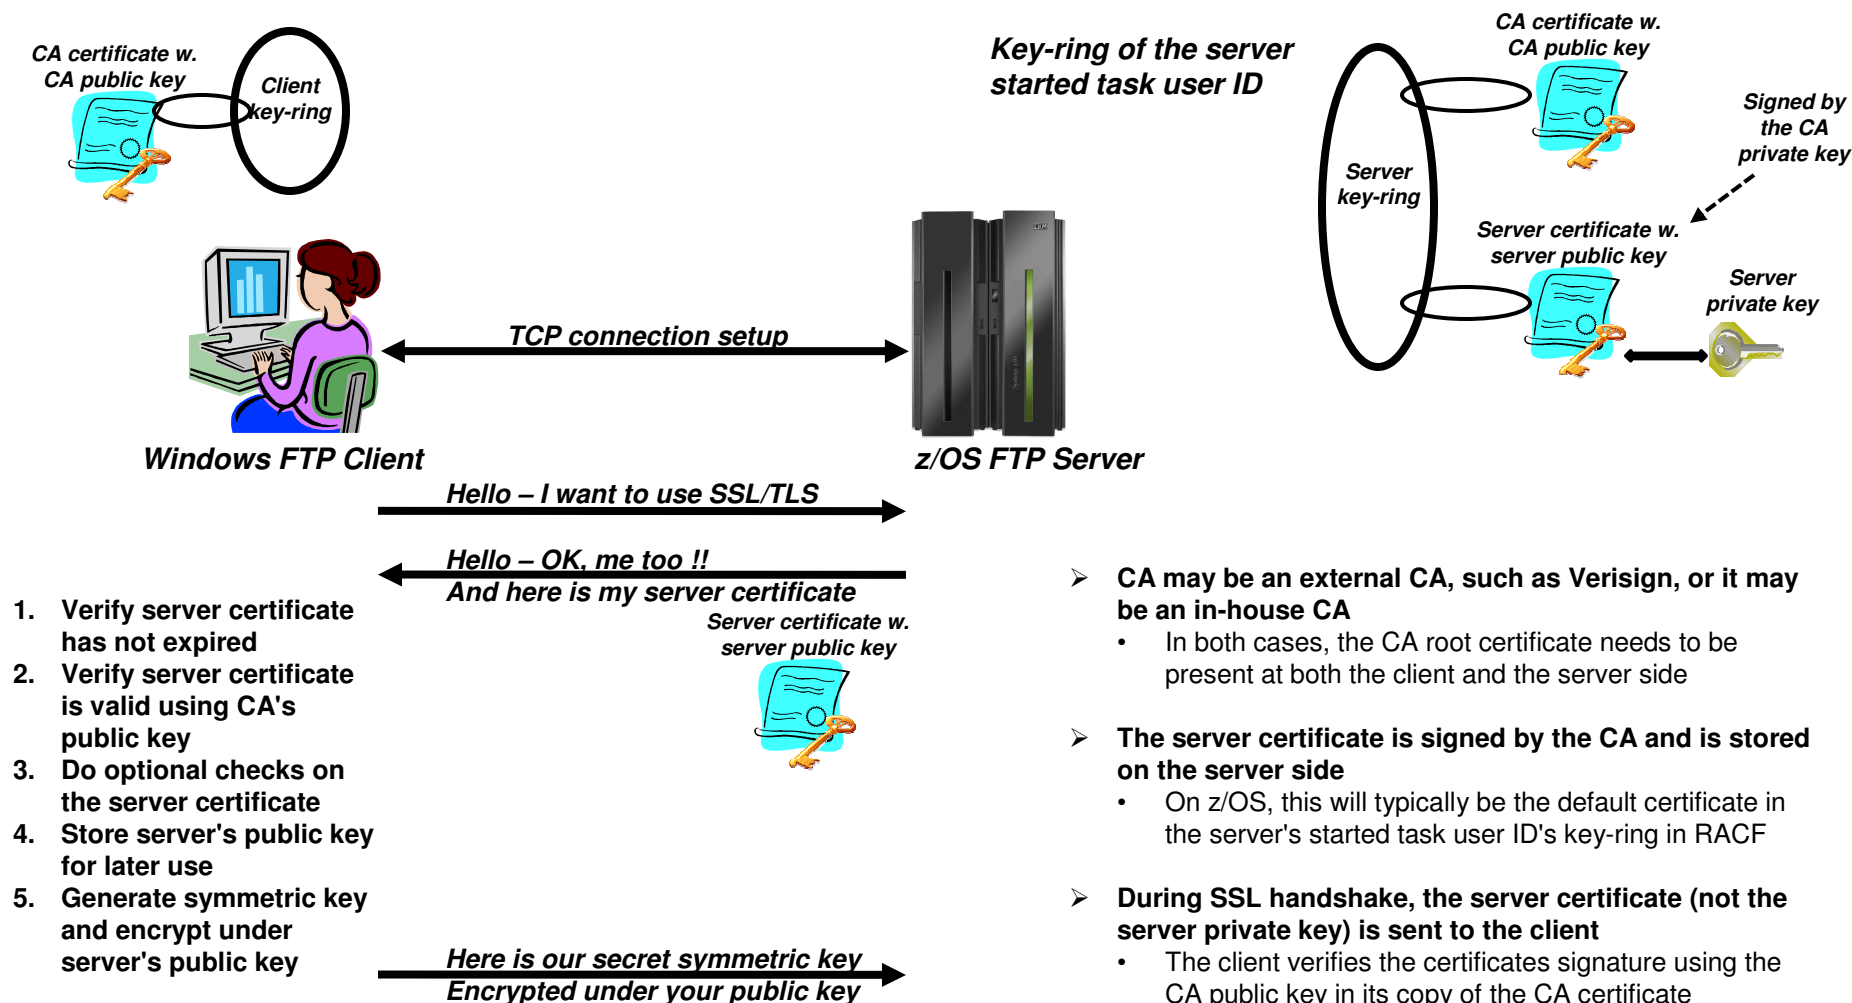 CA certificate w.
CA public key
Client
key-ring
Key-ring of the server
started task user ID
CA certificate w.
CA public key
Signed by
the CA
private key
Server
key-ring
Server certificate w.
server public key
Server
private key
TCP connection setup
Windows FTP Client
z/OS FTP Server
Hello – I want to use SSL/TLS
Hello – OK, me too !!
And here is my server certificate
Server certificate w.
server public key
1. Verify server certificate
has not expired
2. Verify server certificate
is valid using CA's
public key
3. Do optional checks on
the server certificate
4. Store server's public key
for later use
5. Generate symmetric key
and encrypt under
server's public key
Here is our secret symmetric key
Encrypted under your public key
➢ CA may be an external CA, such as Verisign, or it may
be an in-house CA
• In both cases, the CA root certificate needs to be
present at both the client and the server side
➢ The server certificate is signed by the CA and is stored
on the server side
• On z/OS, this will typically be the default certificate in
the server's started task user ID's key-ring in RACF
➢ During SSL handshake, the server certificate (not the
server private key) is sent to the client
• The client verifies the certificates signature using the
CA public key in its copy of the CA certificate